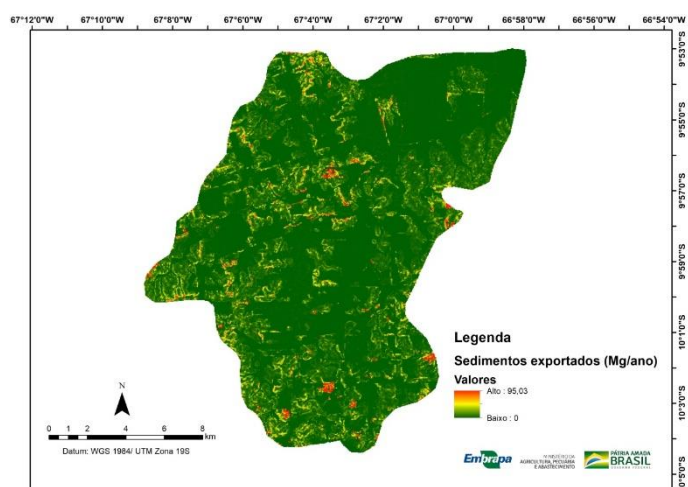 67°12'0"W 67°10'0"W 67°8'0"W 67°6'0"W 67°4'0"W 67°2'0"W 67°0'0"W 66°58'0"W 66°56'0"W 66°54'0"W
9°53'0"S
9°55'0"S
9°57'0"S
9°59'0"S
10°1'0"S
10°3'0"S
10°5'0"S
Legenda
Sedimentos exportados (Mg/ano)
Valores
Alto : 95,03
Baixo : 0
N
0 1 2 4 6 8
km
Datum: WGS 1984/ UTM Zona 19S
Embrapa
MINISTÉRIO DA
AGRICULTURA, PECUÁRIA
E ABASTECIMENTO
PÁTRIA AMADA
BRASIL
GOVERNO FEDERAL